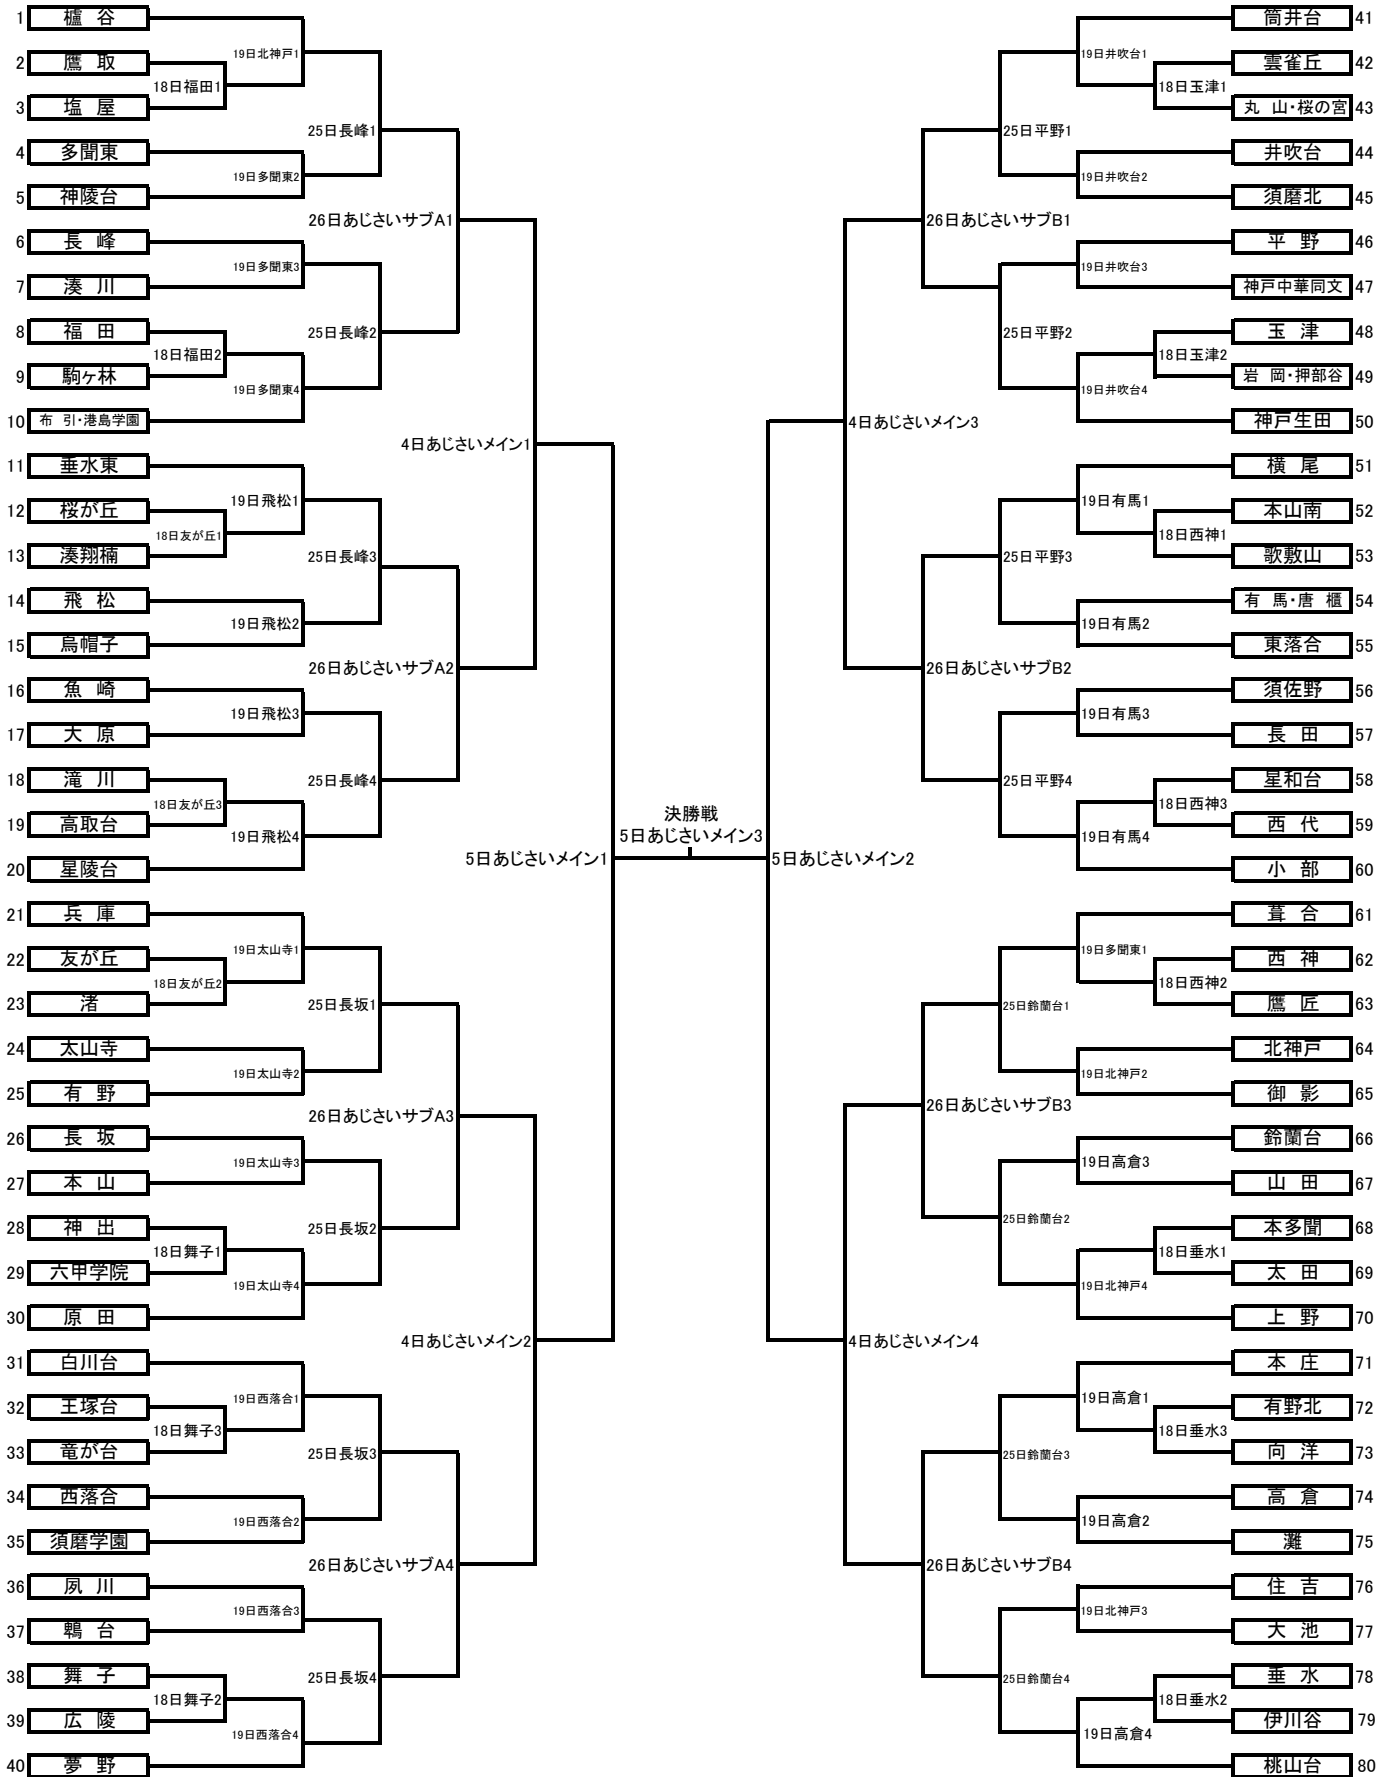 1 櫨 谷
19日北神戸1
2 鷹 取
18日福田1
3 塩 屋
25日長峰1
4 多聞東
19日多聞東2
5 神陵台
26日あじさいサブA1
6 長 峰
19日多聞東3
7 湊 川
25日長峰2
8 福 田
18日福田2
9 駒ヶ林
19日多聞東4
10 布 引・港島学園
4日あじさいメイン1
11 垂水東
19日飛松1
12 桜が丘
18日友が丘1
13 湊翔楠
25日長峰3
14 飛 松
19日飛松2
15 烏帽子
26日あじさいサブA2
16 魚 崎
19日飛松3
17 大 原
25日長峰4
18 滝 川
18日友が丘3
19 高取台
19日飛松4
20 星陵台
5日あじさいメイン1
21 兵 庫
19日太山寺1
22 友が丘
18日友が丘2
23 渚
25日長坂1
24 太山寺
19日太山寺2
25 有 野
26日あじさいサブA3
26 長 坂
19日太山寺3
27 本 山
25日長坂2
28 神 出
18日舞子1
29 六甲学院
19日太山寺4
30 原 田
4日あじさいメイン2
31 白川台
19日西落合1
32 王塚台
18日舞子3
33 竜が台
25日長坂3
34 西落合
19日西落合2
35 須磨学園
26日あじさいサブA4
36 夙 川
19日西落合3
37 鵯 台
25日長坂4
38 舞 子
18日舞子2
39 広 陵
19日西落合4
40 夢 野
決勝戦
5日あじさいメイン3
筒井台 41
19日井吹台1
雲雀丘 42
18日玉津1
丸 山・桜の宮 43
25日平野1
井吹台 44
19日井吹台2
須磨北 45
26日あじさいサブB1
平 野 46
19日井吹台3
神戸中華同文 47
25日平野2
玉 津 48
18日玉津2
岩 岡・押部谷 49
19日井吹台4
神戸生田 50
4日あじさいメイン3
横 尾 51
19日有馬1
本山南 52
18日西神1
歌敷山 53
25日平野3
有 馬・唐 櫃 54
19日有馬2
東落合 55
26日あじさいサブB2
須佐野 56
19日有馬3
長 田 57
25日平野4
星和台 58
18日西神3
西 代 59
19日有馬4
小 部 60
5日あじさいメイン2
葺 合 61
19日多聞東1
西 神 62
18日西神2
鷹 匠 63
25日鈴蘭台1
北神戸 64
19日北神戸2
御 影 65
26日あじさいサブB3
鈴蘭台 66
19日高倉3
山 田 67
25日鈴蘭台2
本多聞 68
18日垂水1
太 田 69
19日北神戸4
上 野 70
4日あじさいメイン4
本 庄 71
19日高倉1
有野北 72
18日垂水3
向 洋 73
25日鈴蘭台3
高 倉 74
19日高倉2
灘 75
26日あじさいサブB4
住 吉 76
19日北神戸3
大 池 77
25日鈴蘭台4
垂 水 78
18日垂水2
伊川谷 79
19日高倉4
桃山台 80